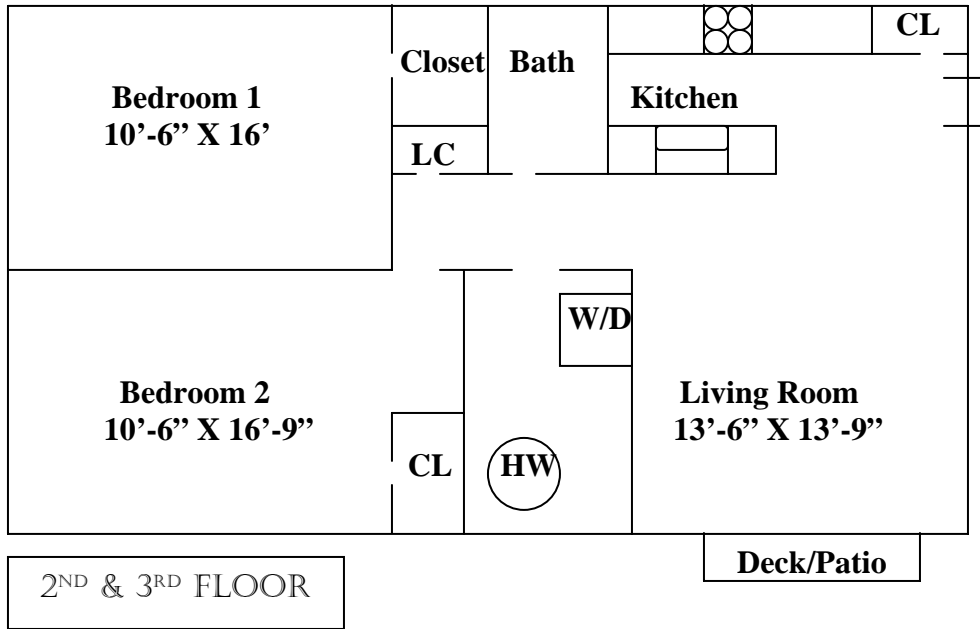 CL
Closet
Bath
Bedroom 1
10’-6” X 16’
Kitchen
LC
W/D
Bedroom 2
10’-6” X 16’-9”
Living Room
13’-6” X 13’-9”
CL
HW
Deck/Patio
2ND & 3RD FLOOR